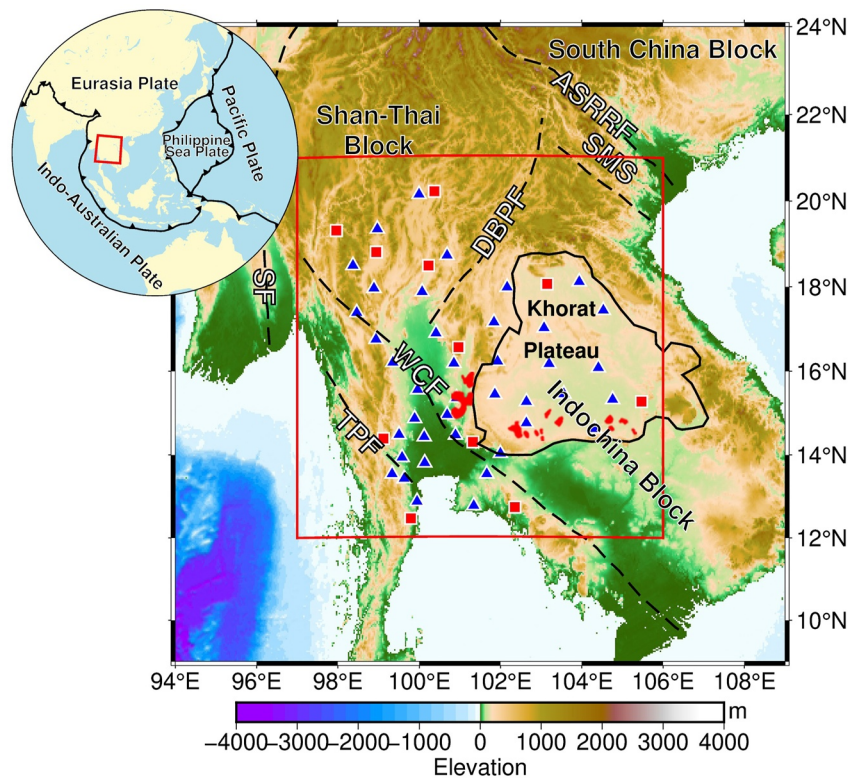 Eurasia Plate
Pacific Plate
Philippine
Sea Plate
Indo-Australian Plate
South China Block
ASRRF
SMS
Shan-Thai
Block
DBPF
SF
Khorat
Plateau
WCF
TPF
Indochina Block
24°N
22°N
20°N
18°N
16°N
14°N
12°N
10°N
94°E 96°E 98°E 100°E 102°E 104°E 106°E 108°E
m
−4000−3000−2000−1000 0 1000 2000 3000 4000
Elevation